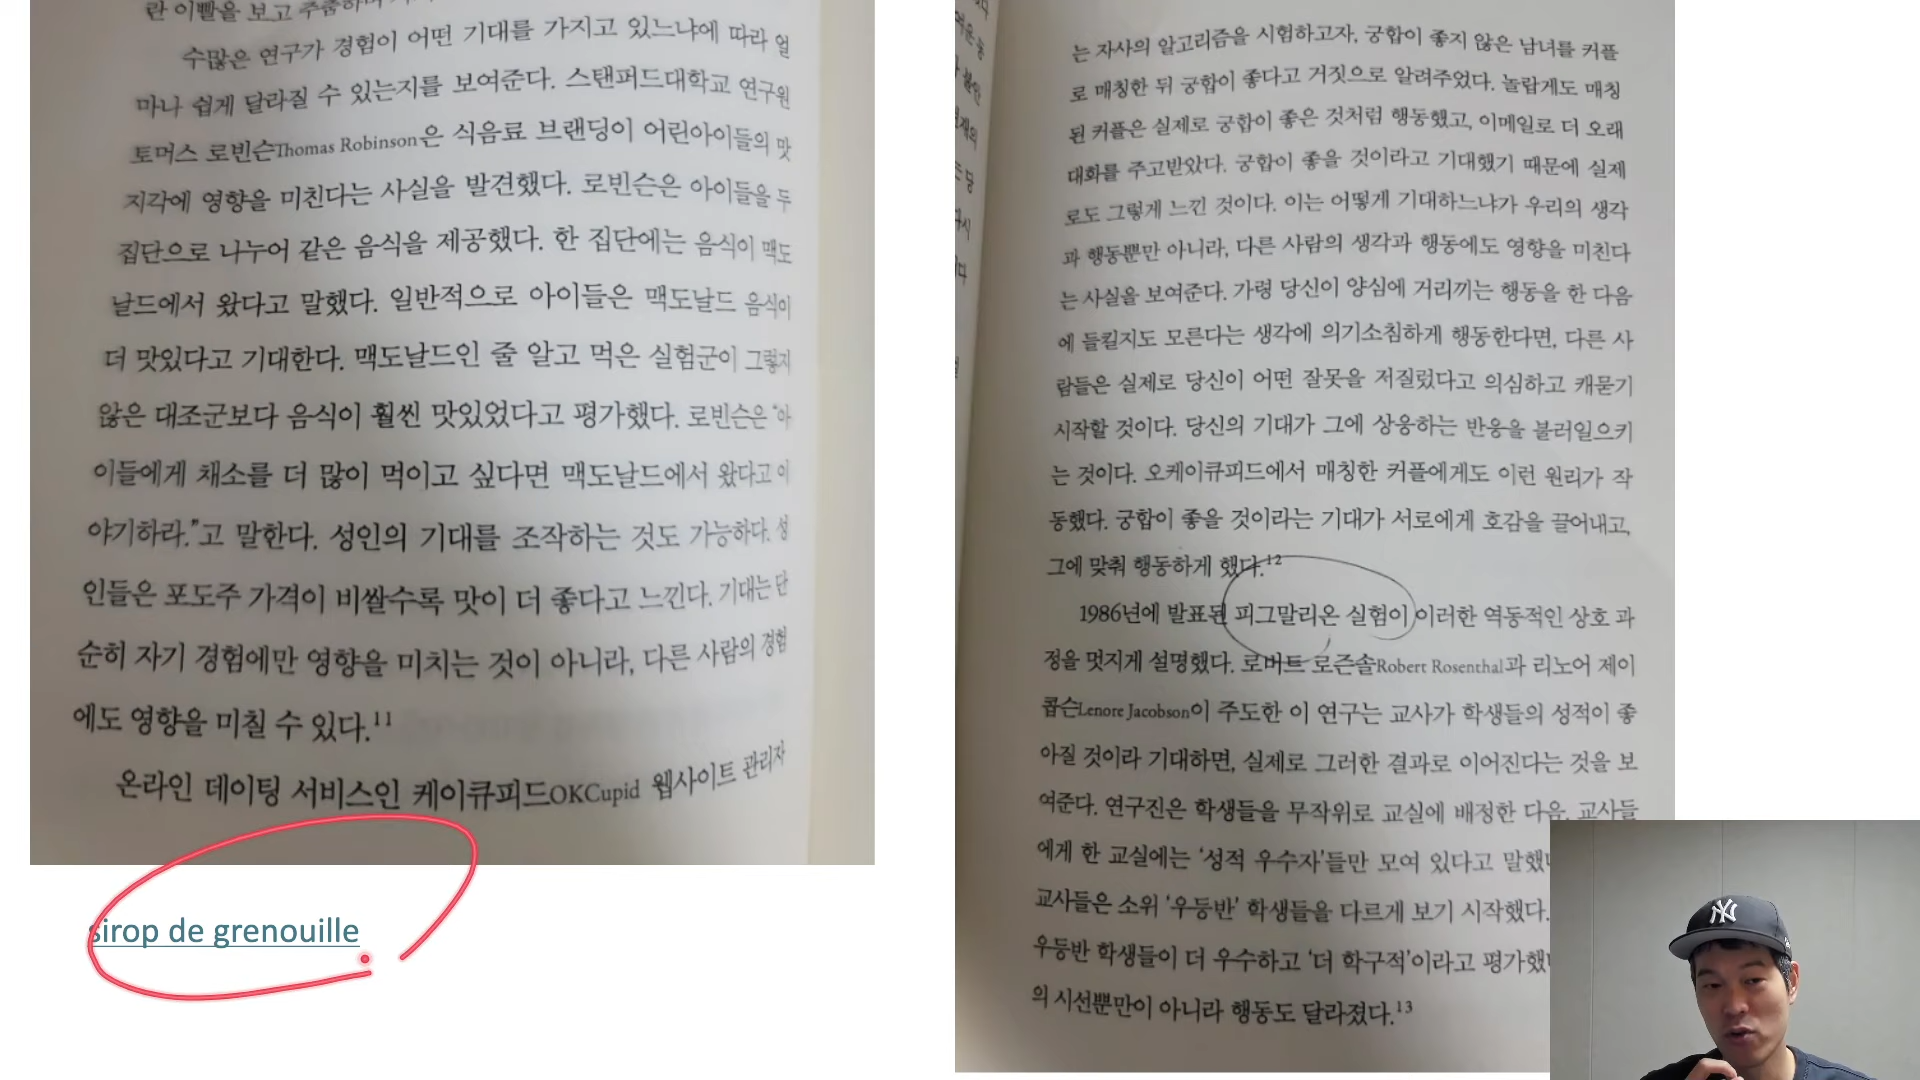 란 이빨을 보고 주춤하며
수많은 연구가 경험이 어떤 기대를 가지고 있느냐에 따라 얼
마나 쉽게 달라질 수 있는지를 보여준다. 스탠퍼드대학교 연구원
토머스 로빈슨Thomas Robinson은 식음료 브랜딩이 어린아이들의 맛
지각에 영향을 미친다는 사실을 발견했다. 로빈슨은 아이들을 두
집단으로 나누어 같은 음식을 제공했다. 한 집단에는 음식이 맥도
날드에서 왔다고 말했다. 일반적으로 아이들은 맥도날드 음식이
더 맛있다고 기대한다. 맥도날드인 줄 알고 먹은 실험군이 그렇지
않은 대조군보다 음식이 훨씬 맛있었다고 평가했다. 로빈슨은 “아
이들에게 채소를 더 많이 먹이고 싶다면 맥도날드에서 왔다고 이
야기하라.”고 말한다. 성인의 기대를 조작하는 것도 가능하다. 성
인들은 포도주 가격이 비쌀수록 맛이 더 좋다고 느낀다. 기대는 단
순히 자기 경험에만 영향을 미치는 것이 아니라, 다른 사람의 경험
에도 영향을 미칠 수 있다.11
온라인 데이팅 서비스인 케이큐피드OKCupid 웹사이트 관리자
sirop de grenouille
는 자사의 알고리즘을 시험하고자, 궁합이 좋지 않은 남녀를 커플
로 매칭한 뒤 궁합이 좋다고 거짓으로 알려주었다. 놀랍게도 매칭
된 커플은 실제로 궁합이 좋은 것처럼 행동했고, 이메일로 더 오래
대화를 주고받았다. 궁합이 좋을 것이라고 기대했기 때문에 실제
로도 그렇게 느낀 것이다. 이는 어떻게 기대하느냐가 우리의 생각
과 행동뿐만 아니라, 다른 사람의 생각과 행동에도 영향을 미친다
는 사실을 보여준다. 가령 당신이 양심에 거리끼는 행동을 한 다음
에 들킬지도 모른다는 생각에 의기소침하게 행동한다면, 다른 사
람들은 실제로 당신이 어떤 잘못을 저질렀다고 의심하고 캐묻기
시작할 것이다. 당신의 기대가 그에 상응하는 반응을 불러일으키
는 것이다. 오케이큐피드에서 매칭한 커플에게도 이런 원리가 작
동했다. 궁합이 좋을 것이라는 기대가 서로에게 호감을 끌어내고,
그에 맞춰 행동하게 했다.12
1986년에 발표된 피그말리온 실험이 이러한 역동적인 상호 과
정을 멋지게 설명했다. 로버트 로즌솔Robert Rosenthal과 리노어 제이
콥슨Lenore Jacobson이 주도한 이 연구는 교사가 학생들의 성적이 좋
아질 것이라 기대하면, 실제로 그러한 결과로 이어진다는 것을 보
여준다. 연구진은 학생들을 무작위로 교실에 배정한 다음, 교사들
에게 한 교실에는 ‘성적 우수자’들만 모여 있다고 말했
교사들은 소위 ‘우등반’ 학생들을 다르게 보기 시작했다.
우등반 학생들이 더 우수하고 ‘더 학구적’이라고 평가했
의 시선뿐만이 아니라 행동도 달라졌다.13
NY